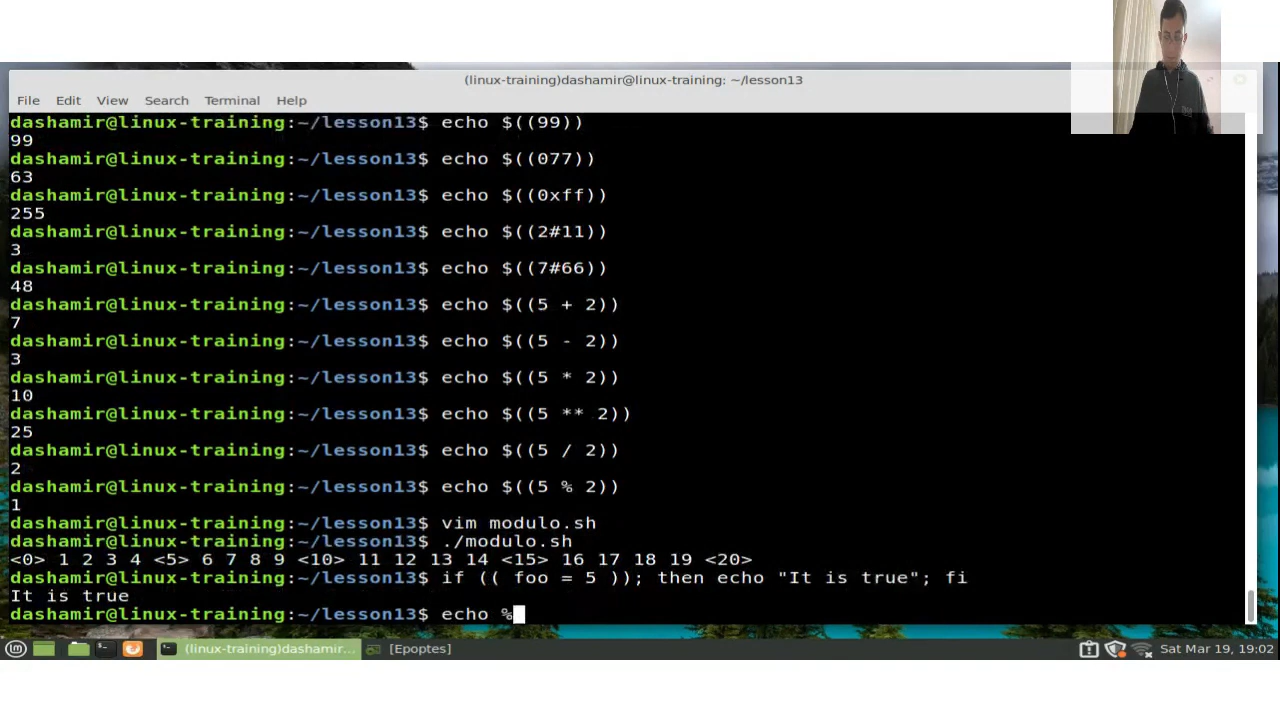 (linux-training)dashamir@linux-training: ~/lesson13
File Edit View Search Terminal Help
dashamir@linux-training:~/lesson13$ echo $((99))
99
dashamir@linux-training:~/lesson13$ echo $((077))
63
dashamir@linux-training:~/lesson13$ echo $((0xff))
255
dashamir@linux-training:~/lesson13$ echo $((2#11))
3
dashamir@linux-training:~/lesson13$ echo $((7#66))
48
dashamir@linux-training:~/lesson13$ echo $((5 + 2))
7
dashamir@linux-training:~/lesson13$ echo $((5 - 2))
3
dashamir@linux-training:~/lesson13$ echo $((5 * 2))
10
dashamir@linux-training:~/lesson13$ echo $((5 ** 2))
25
dashamir@linux-training:~/lesson13$ echo $((5 / 2))
2
dashamir@linux-training:~/lesson13$ echo $((5 % 2))
1
dashamir@linux-training:~/lesson13$ vim modulo.sh
dashamir@linux-training:~/lesson13$ ./modulo.sh
<0> 1 2 3 4 <5> 6 7 8 9 <10> 11 12 13 14 <15> 16 17 18 19 <20>
dashamir@linux-training:~/lesson13$ if (( foo = 5 )); then echo "It is true"; fi
It is true
dashamir@linux-training:~/lesson13$ echo %
(linux-training)dashamir... [Epoptes] Sat Mar 19, 19:02